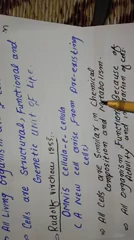 → All Living Organisms are
Cells are Structural, Functional and
Genetic Unit of Life
Rudolf Virchow 1855.
OMNIS cellula-e-cellula
( A New cell arise from Pre-existing
Cells)
→ All cells are Similar in Chemical
Composition and Metabolism.
→ All organism Function Because of
Activity and
of cell